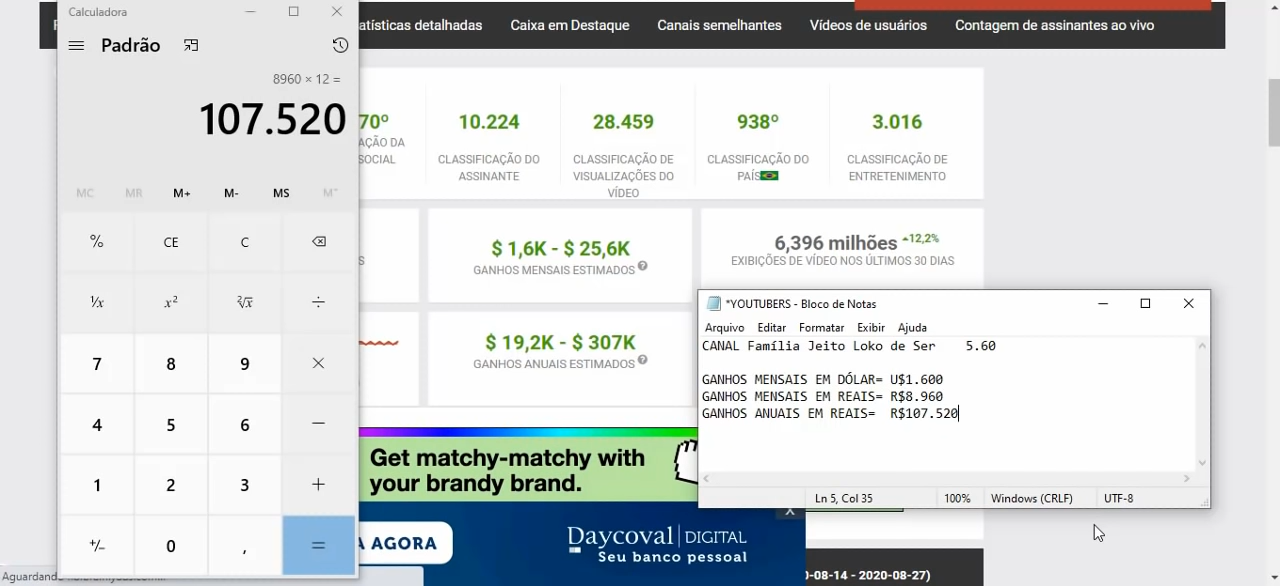 Calculadora
Padrão
8960 × 12 =
107.520
MC MR M+ M- MS M˅
% CE C
¹/x x² ²√x ÷
7 8 9 ×
4 5 6 −
1 2 3 +
+/− 0 , =
Aguardando
atísticas detalhadas Caixa em Destaque Canais semelhantes Vídeos de usuários Contagem de assinantes ao vivo
70º
AÇÃO DA
SOCIAL
10.224
CLASSIFICAÇÃO DO
ASSINANTE
28.459
CLASSIFICAÇÃO DE
VISUALIZAÇÕES DO
VÍDEO
938º
CLASSIFICAÇÃO DO
PAÍS
3.016
CLASSIFICAÇÃO DE
ENTRETENIMENTO
S
$ 1,6K - $ 25,6K
GANHOS MENSAIS ESTIMADOS ?
6,396 milhões 12,2%
EXIBIÇÕES DE VÍDEO NOS ÚLTIMOS 30 DIAS
$ 19,2K - $ 307K
GANHOS ANUAIS ESTIMADOS ?
*YOUTUBERS - Bloco de Notas
Arquivo Editar Formatar Exibir Ajuda
CANAL Família Jeito Loko de Ser 5.60
GANHOS MENSAIS EM DÓLAR= U$1.600
GANHOS MENSAIS EM REAIS= R$8.960
GANHOS ANUAIS EM REAIS= R$107.520
Ln 5, Col 35 100% Windows (CRLF) UTF-8
Get matchy-matchy with
your brandy brand.
X
A AGORA
Daycoval DIGITAL
Seu banco pessoal
0-08-14 - 2020-08-27)